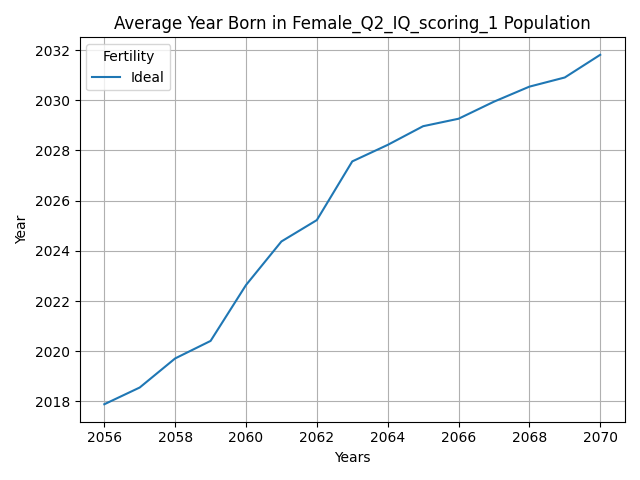 Average Year Born in Female_Q2_IQ_scoring_1 Population
Fertility
Ideal
Year
2032
2030
2028
2026
2024
2022
2020
2018
2056 2058 2060 2062 2064 2066 2068 2070
Years